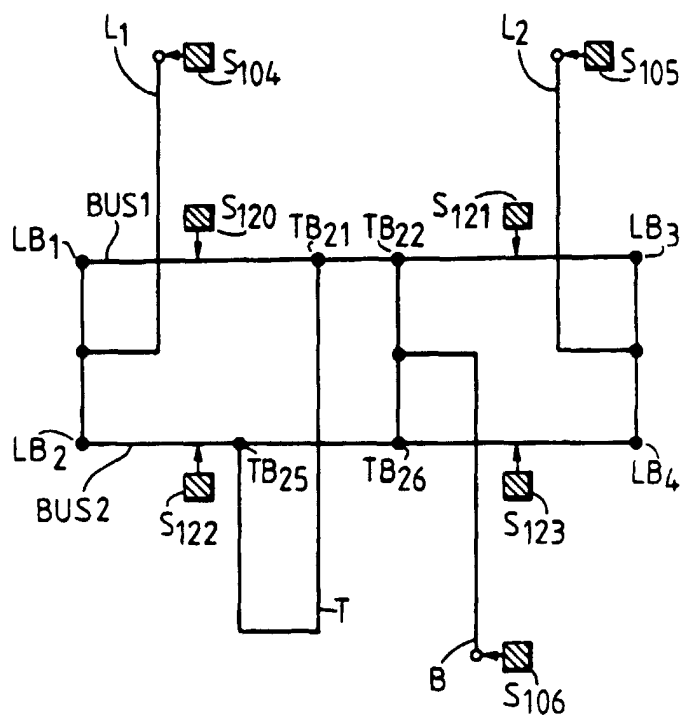 L1
S104
L2
S105
BUS1
S120
TB21
TB22
S121
LB3
LB1
LB2
BUS2
S122
TB25
TB26
S123
LB4
T
B
S106